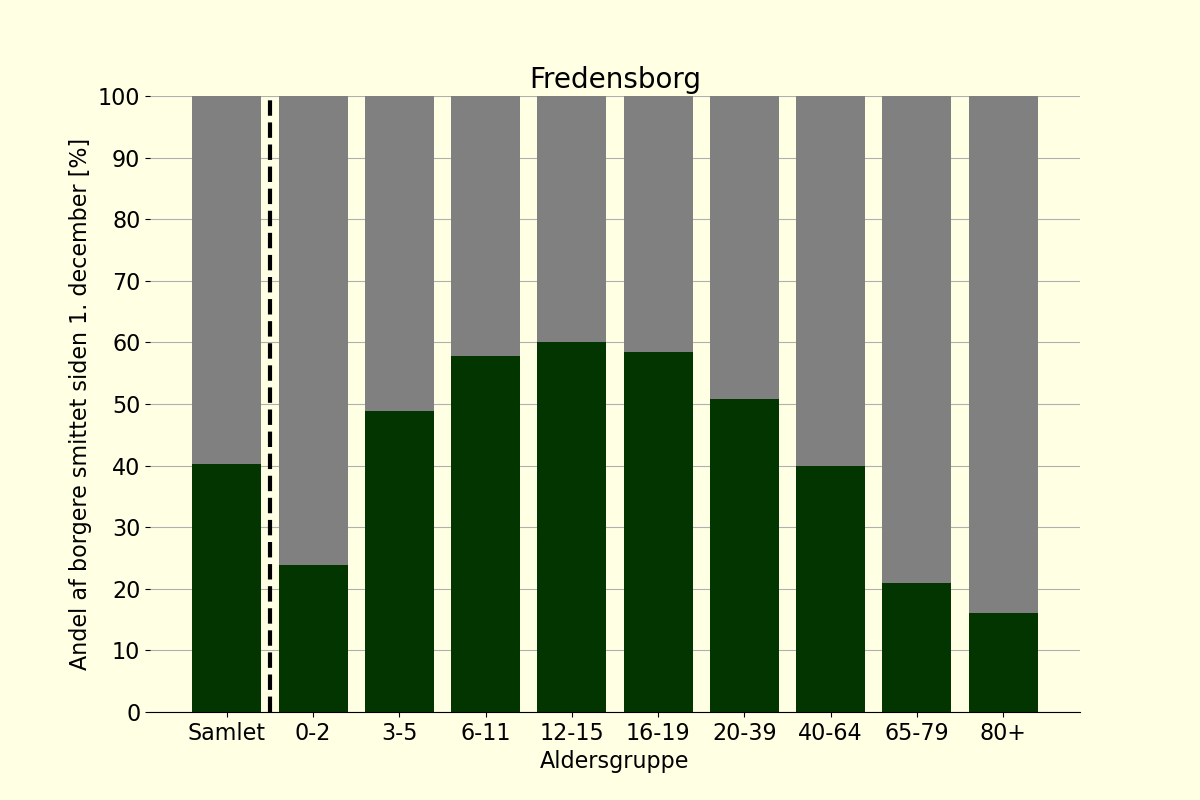 Fredensborg
Andel af borgere smittet siden 1. december [%]
100
90
80
70
60
50
40
30
20
10
0
Samlet 0-2 3-5 6-11 12-15 16-19 20-39 40-64 65-79 80+
Aldersgruppe